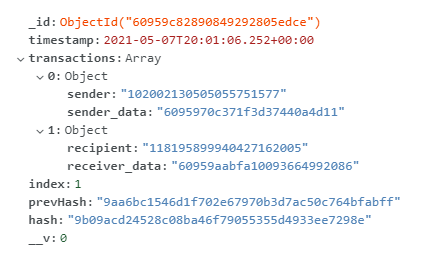 _id: ObjectId("60959c82890849292805edce")
timestamp: 2021-05-07T20:01:06.252+00:00
transactions: Array
0: Object
sender: "102002130505055751577"
sender_data: "6095970c371f3d37440a4d11"
1: Object
recipient: "118195899940427162005"
receiver_data: "60959aabfa10093664992086"
index: 1
prevHash: "9aa6bc1546d1f702e67970b3d7ac50c764bfabff"
hash: "9b09acd24528c08ba46f79055355d4933ee7298e"
__v: 0